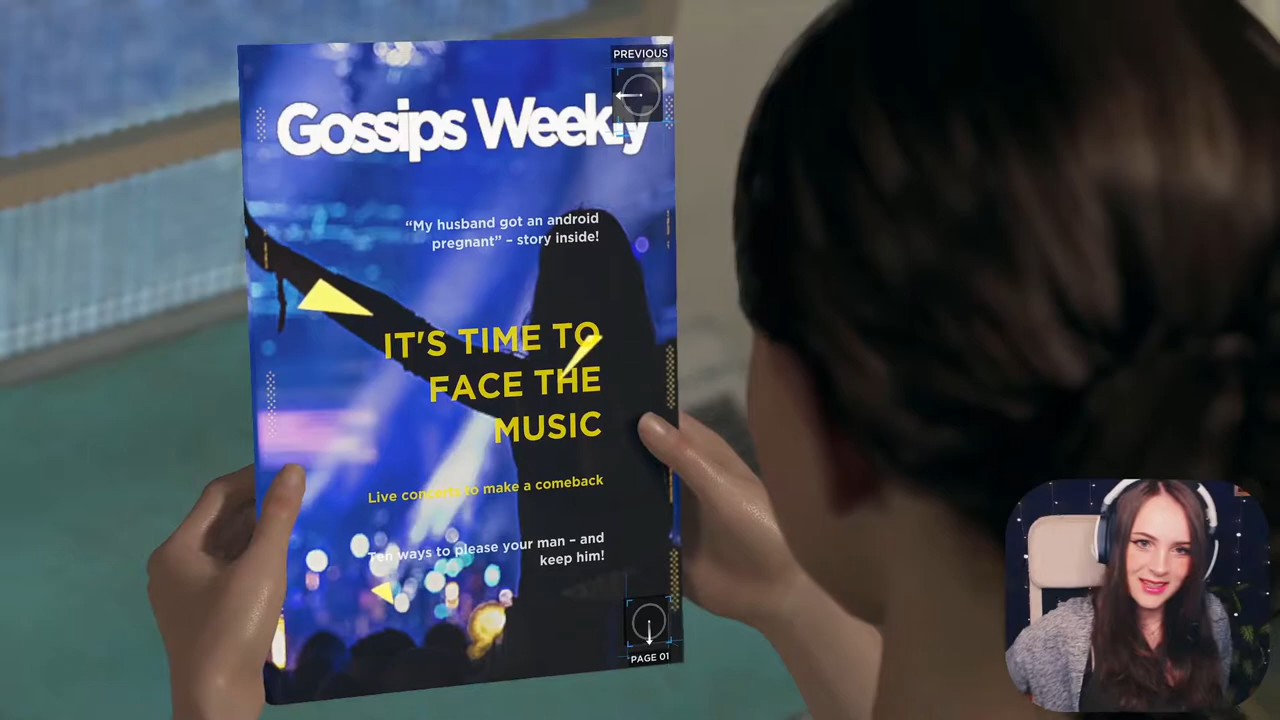 PREVIOUS
Gossips Weekly
“My husband got an android
pregnant” – story inside!
IT'S TIME TO
FACE THE
MUSIC
Live concerts to make a comeback
Ten ways to please your man – and
keep him!
PAGE 01